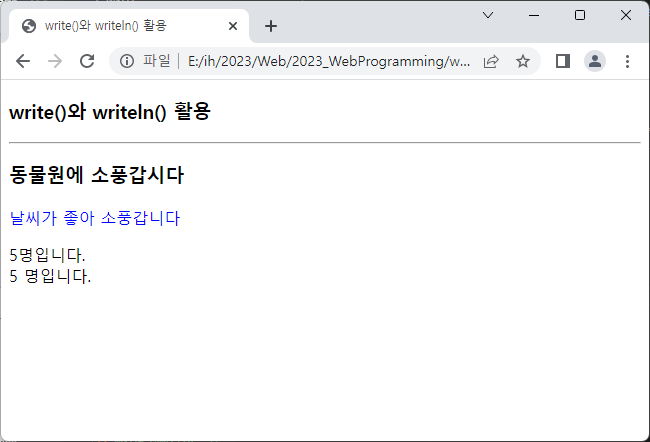 write()와 writeln() 활용
파일 E:/ih/2023/Web/2023_WebProgramming/w...
write()와 writeln() 활용
동물원에 소풍갑시다
날씨가 좋아 소풍갑니다
5명입니다.
5 명입니다.